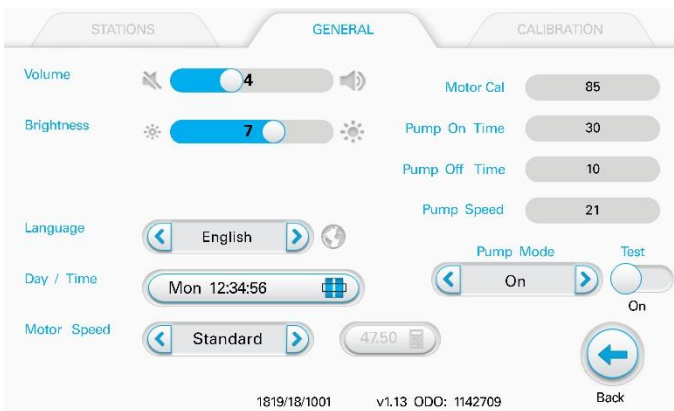 STATIONS GENERAL CALIBRATION
Volume 4 Motor Cal 85
Brightness 7 Pump On Time 30
Pump Off Time 10
Pump Speed 21
Language English
Pump Mode Test
Day / Time Mon 12:34:56 On
On
Motor Speed Standard 47.50
1819/18/1001 v1.13 ODO: 1142709 Back